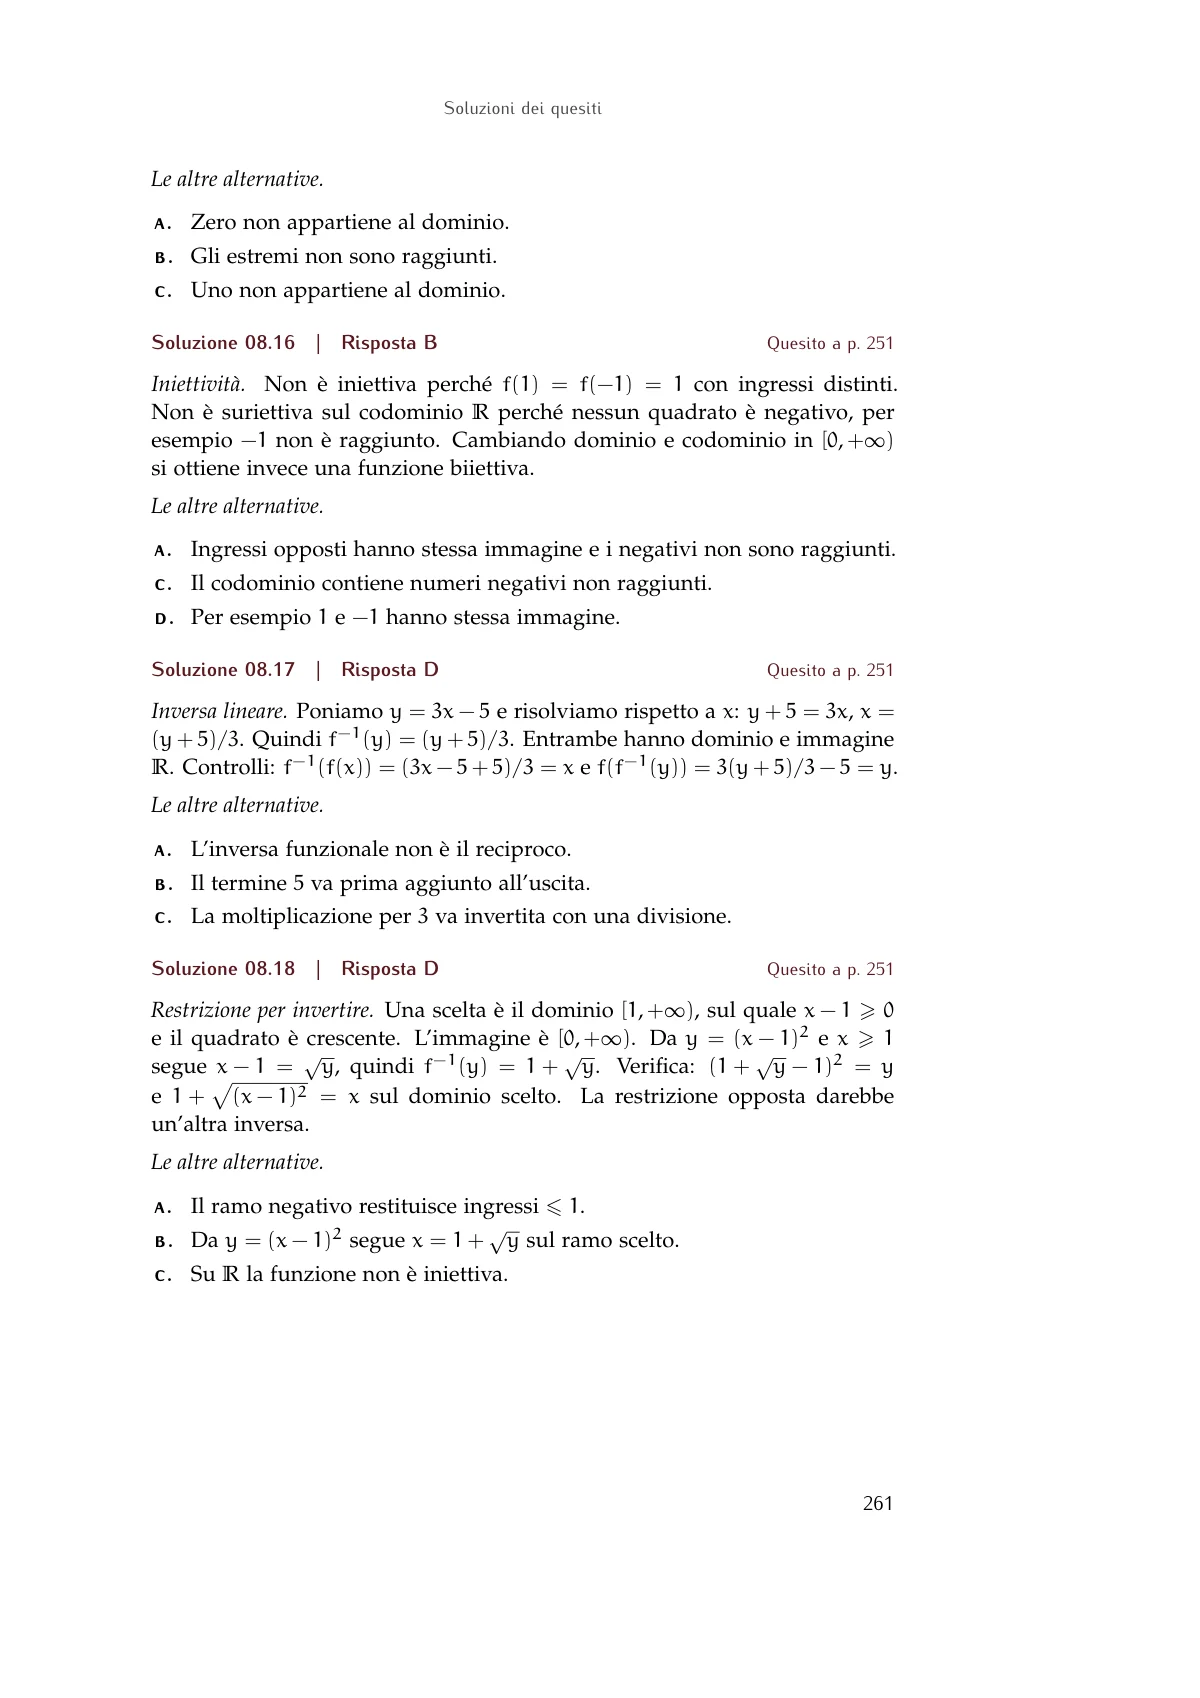 Soluzioni dei quesiti
Le altre alternative.
A. Zero non appartiene al dominio.
B. Gli estremi non sono raggiunti.
C. Uno non appartiene al dominio.
Soluzione 08.16 | Risposta B Quesito a p. 251
Iniettività. Non è iniettiva perché f(1) = f(−1) = 1 con ingressi distinti.
Non è suriettiva sul codominio ℝ perché nessun quadrato è negativo, per
esempio −1 non è raggiunto. Cambiando dominio e codominio in [0, +∞)
si ottiene invece una funzione biiettiva.
Le altre alternative.
A. Ingressi opposti hanno stessa immagine e i negativi non sono raggiunti.
C. Il codominio contiene numeri negativi non raggiunti.
D. Per esempio 1 e −1 hanno stessa immagine.
Soluzione 08.17 | Risposta D Quesito a p. 251
Inversa lineare. Poniamo y = 3x − 5 e risolviamo rispetto a x: y + 5 = 3x, x =
(y + 5)/3. Quindi f⁻¹(y) = (y + 5)/3. Entrambe hanno dominio e immagine
ℝ. Controlli: f⁻¹(f(x)) = (3x − 5 + 5)/3 = x e f(f⁻¹(y)) = 3(y + 5)/3 − 5 = y.
Le altre alternative.
A. L’inversa funzionale non è il reciproco.
B. Il termine 5 va prima aggiunto all’uscita.
C. La moltiplicazione per 3 va invertita con una divisione.
Soluzione 08.18 | Risposta D Quesito a p. 251
Restrizione per invertire. Una scelta è il dominio [1, +∞), sul quale x − 1 ⩾ 0
e il quadrato è crescente. L’immagine è [0, +∞). Da y = (x − 1)² e x ⩾ 1
segue x − 1 = √y, quindi f⁻¹(y) = 1 + √y. Verifica: (1 + √y − 1)² = y
e 1 + √(x − 1)² = x sul dominio scelto. La restrizione opposta darebbe
un’altra inversa.
Le altre alternative.
A. Il ramo negativo restituisce ingressi ⩽ 1.
B. Da y = (x − 1)² segue x = 1 + √y sul ramo scelto.
C. Su ℝ la funzione non è iniettiva.
261